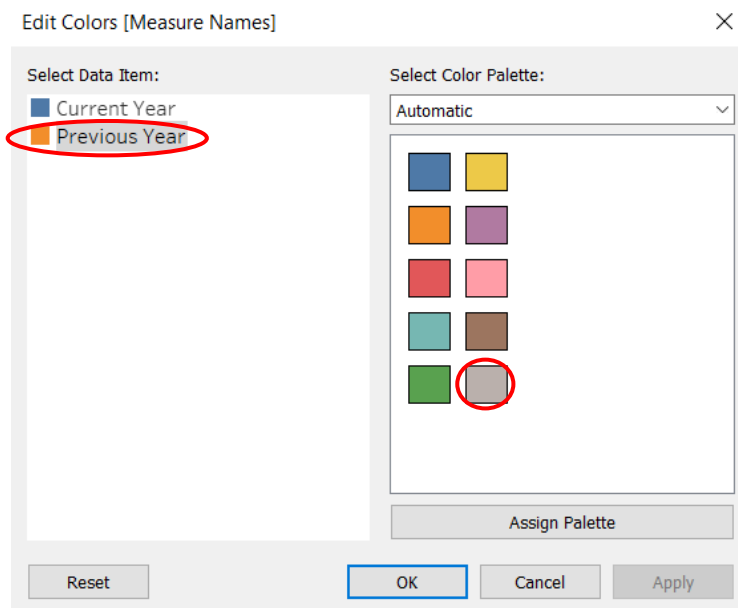 Edit Colors [Measure Names]
Select Data Item:
Current Year
Previous Year
Select Color Palette:
Automatic
Assign Palette
Reset
OK
Cancel
Apply